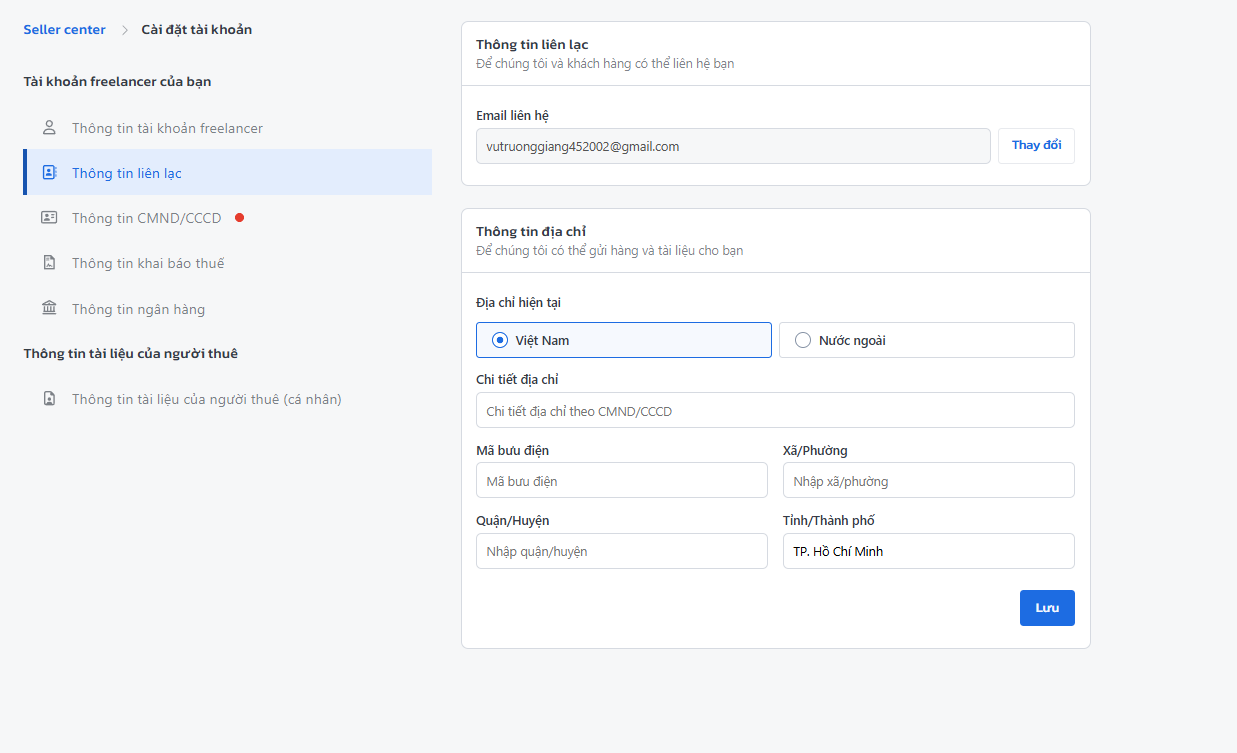 Seller center > Cài đặt tài khoản
Tài khoản freelancer của bạn
Thông tin tài khoản freelancer
Thông tin liên lạc
Thông tin CMND/CCCD
Thông tin khai báo thuế
Thông tin ngân hàng
Thông tin tài liệu của người thuê
Thông tin tài liệu của người thuê (cá nhân)
Thông tin liên lạc
Để chúng tôi và khách hàng có thể liên hệ bạn
Email liên hệ
vutruonggiang452002@gmail.com Thay đổi
Thông tin địa chỉ
Để chúng tôi có thể gửi hàng và tài liệu cho bạn
Địa chỉ hiện tại
Việt Nam Nước ngoài
Chi tiết địa chỉ
Chi tiết địa chỉ theo CMND/CCCD
Mã bưu điện Xã/Phường
Mã bưu điện Nhập xã/phường
Quận/Huyện Tỉnh/Thành phố
Nhập quận/huyện TP. Hồ Chí Minh
Lưu